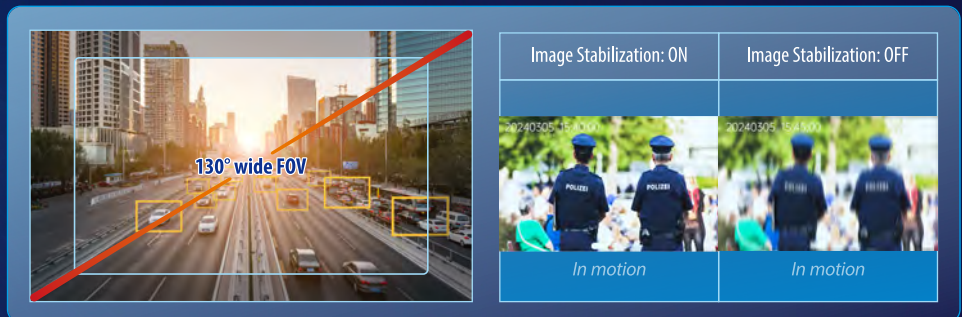 130° wide FOV
Image Stabilization: ON
Image Stabilization: OFF
20240305 15:40:00
20240305 15:45:00
POLIZEI
POLIZEI
POLIZEI
POLIZEI
In motion
In motion